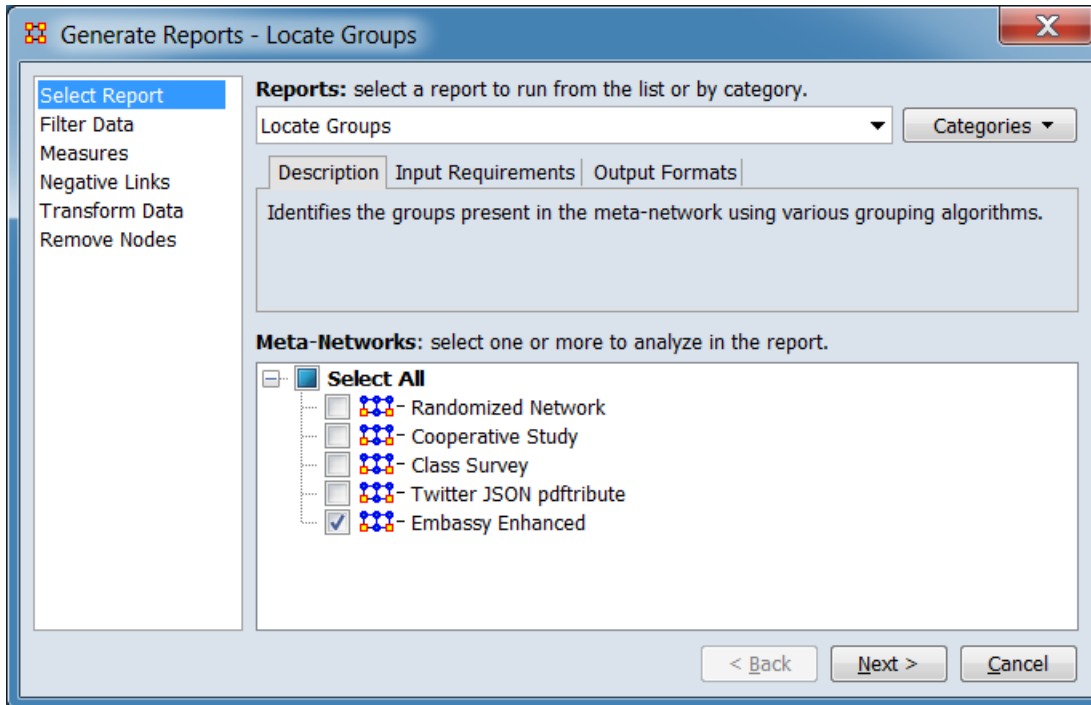 Generate Reports - Locate Groups
X
Select Report
Filter Data
Measures
Negative Links
Transform Data
Remove Nodes
Reports: select a report to run from the list or by category.
Locate Groups
Categories
Description Input Requirements Output Formats
Identifies the groups present in the meta-network using various grouping algorithms.
Meta-Networks: select one or more to analyze in the report.
Select All
Randomized Network
Cooperative Study
Class Survey
Twitter JSON pdftribute
Embassy Enhanced
< Back Next > Cancel